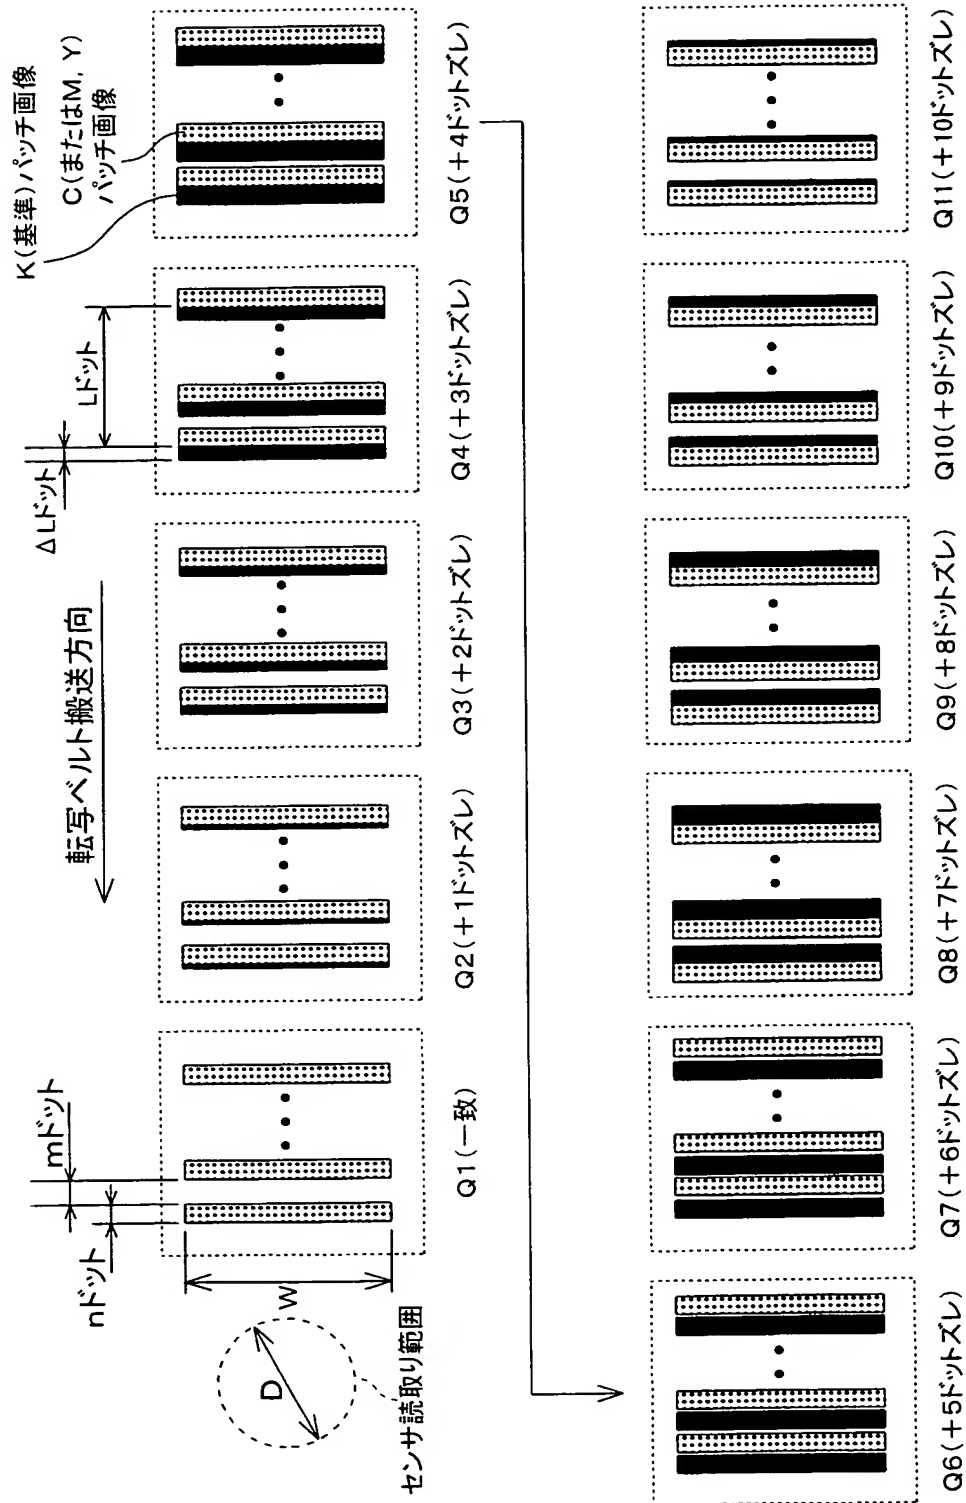 転写ベルト搬送方向
ΔLドット
Lドット
K(基準)パッチ画像
C(またはM, Y)
パッチ画像
nドット
mドット
D
W
センサ読取り範囲
Q1(一致)
Q2(+1ドットズレ)
Q3(+2ドットズレ)
Q4(+3ドットズレ)
Q5(+4ドットズレ)
Q6(+5ドットズレ)
Q7(+6ドットズレ)
Q8(+7ドットズレ)
Q9(+8ドットズレ)
Q10(+9ドットズレ)
Q11(+10ドットズレ)